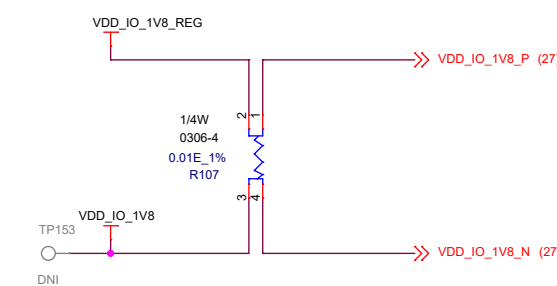 VDD_IO_1V8_REG
VDD_IO_1V8_P (27
2
1
1/4W
0306-4
0.01E_1%
R107
3
4
VDD_IO_1V8
TP153
VDD_IO_1V8_N (27
DNI